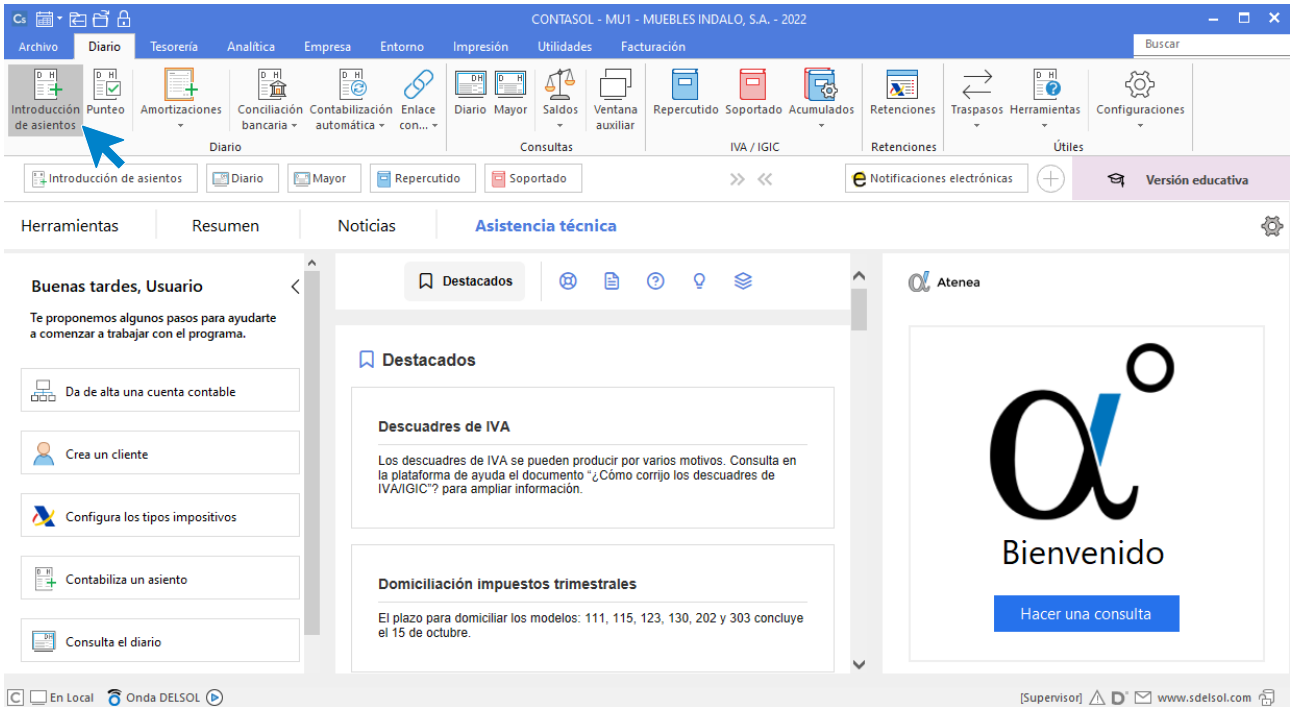 Cs
CONTASOL - MU1 - MUEBLES INDALO, S.A. - 2022
Archivo Diario Tesorería Analítica Empresa Entorno Impresión Utilidades Facturación Buscar
Introducción de asientos
Punteo
Amortizaciones
Conciliación bancaria
Contabilización automática
Enlace con...
Diario
Mayor
Saldos
Ventana auxiliar
Repercutido
Soportado
Acumulados
Retenciones
Traspasos
Herramientas
Configuraciones
Diario Consultas IVA / IGIC Retenciones Útiles
Introducción de asientos Diario Mayor Repercutido Soportado Notificaciones electrónicas Versión educativa
Herramientas Resumen Noticias Asistencia técnica
Buenas tardes, Usuario
Te proponemos algunos pasos para ayudarte
a comenzar a trabajar con el programa.
Da de alta una cuenta contable
Crea un cliente
Configura los tipos impositivos
Contabiliza un asiento
Consulta el diario
Destacados
Destacados
Descuadres de IVA
Los descuadres de IVA se pueden producir por varios motivos. Consulta en
la plataforma de ayuda el documento “¿Cómo corrijo los descuadres de
IVA/IGIC”? para ampliar información.
Domiciliación impuestos trimestrales
El plazo para domiciliar los modelos: 111, 115, 123, 130, 202 y 303 concluye
el 15 de octubre.
Atenea
Bienvenido
Hacer una consulta
C En Local Onda DELSOL [Supervisor] D www.sdelsol.com